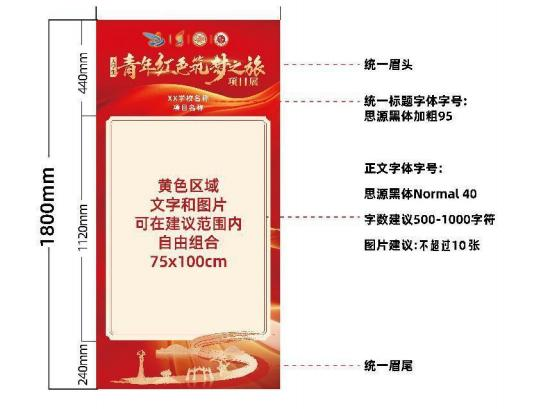 青年红色筑梦之旅
项目展
XX学校名称
项目名称
黄色区域
文字和图片
可在建议范围内
自由组合
75x100cm
440mm
1120mm
240mm
1800mm
统一眉头
统一标题字体字号：
思源黑体加粗95
正文字体字号：
思源黑体Normal 40
字数建议500-1000字符
图片建议：不超过10张
统一眉尾